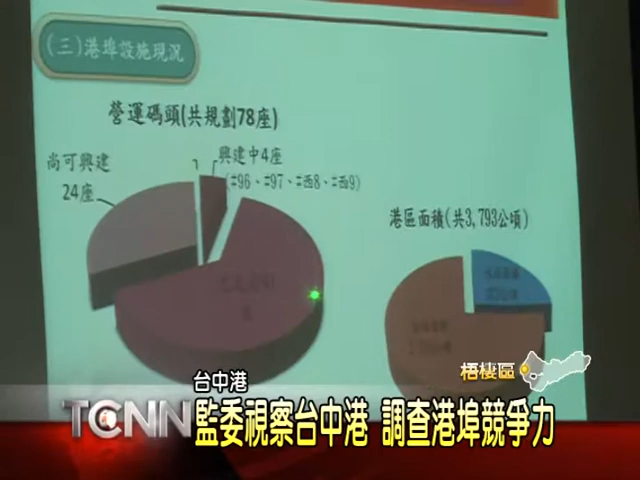 (三)港埠設施現況
營運碼頭(共規劃78座)
尚可興建
24座
興建中4座
(#96、#97、#西8、#西9)
港區面積(共3,793公頃)
梧棲區
台中港
TCNN
監委視察台中港 調查港埠競爭力